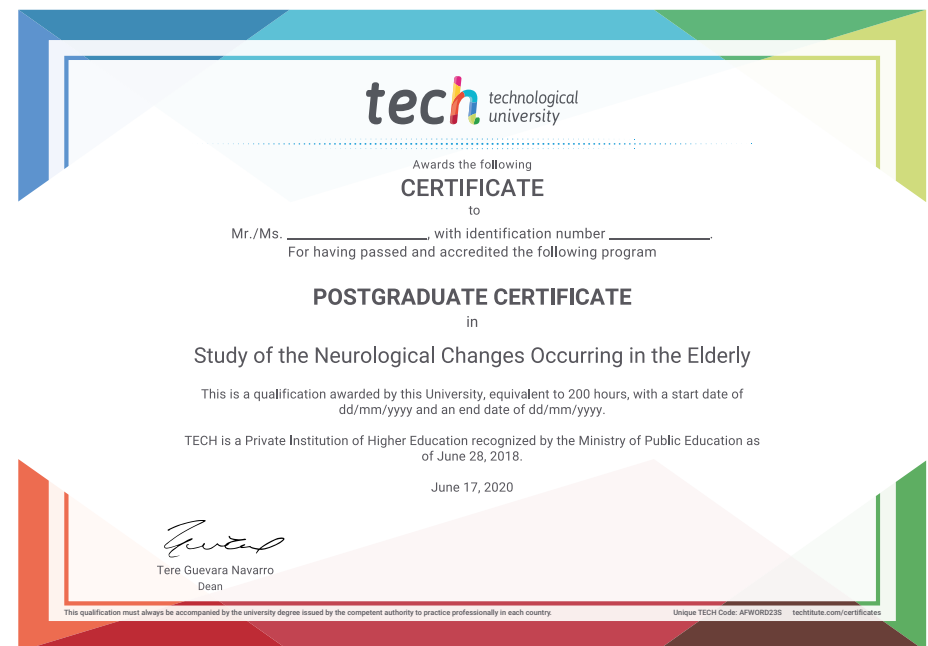 tech technological
university
Awards the following
CERTIFICATE
to
Mr./Ms. ____________________, with identification number ______________.
For having passed and accredited the following program
POSTGRADUATE CERTIFICATE
in
Study of the Neurological Changes Occurring in the Elderly
This is a qualification awarded by this University, equivalent to 200 hours, with a start date of
dd/mm/yyyy and an end date of dd/mm/yyyy.
TECH is a Private Institution of Higher Education recognized by the Ministry of Public Education as
of June 28, 2018.
June 17, 2020
Tere Guevara Navarro
Dean
This qualification must always be accompanied by the university degree issued by the competent authority to practice professionally in each country.
Unique TECH Code: AFWORD23S techtitute.com/certificates